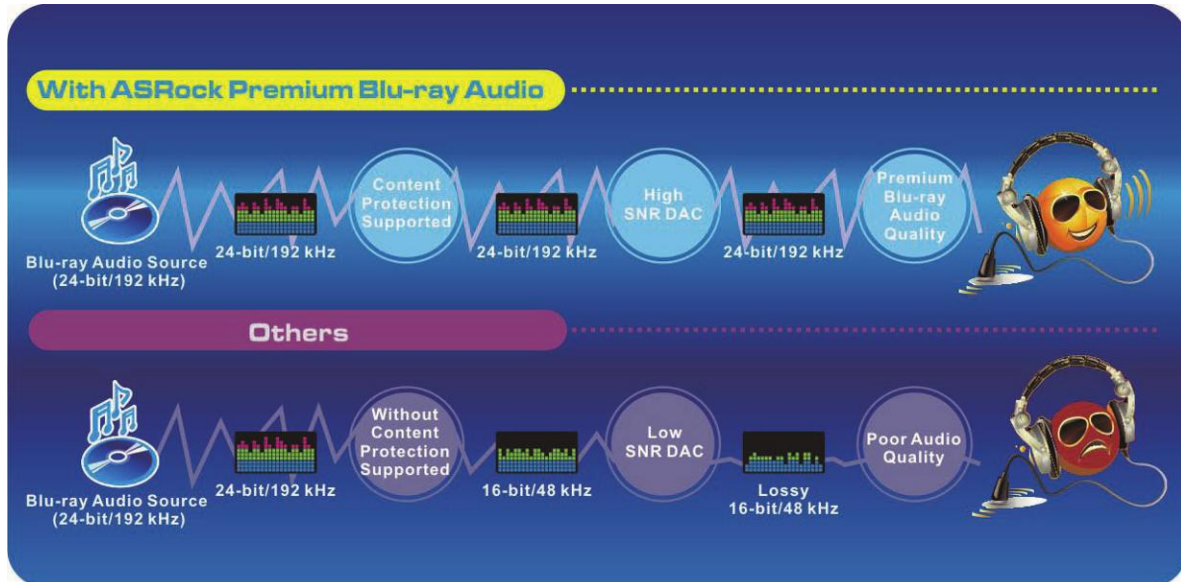 With ASRock Premium Blu-ray Audio
Blu-ray Audio Source
(24-bit/192 kHz)
24-bit/192 kHz
Content
Protection
Supported
24-bit/192 kHz
High
SNR DAC
24-bit/192 kHz
Premium
Blu-ray
Audio
Quality
Others
Blu-ray Audio Source
(24-bit/192 kHz)
24-bit/192 kHz
Without
Content
Protection
Supported
16-bit/48 kHz
Low
SNR DAC
Lossy
16-bit/48 kHz
Poor Audio
Quality